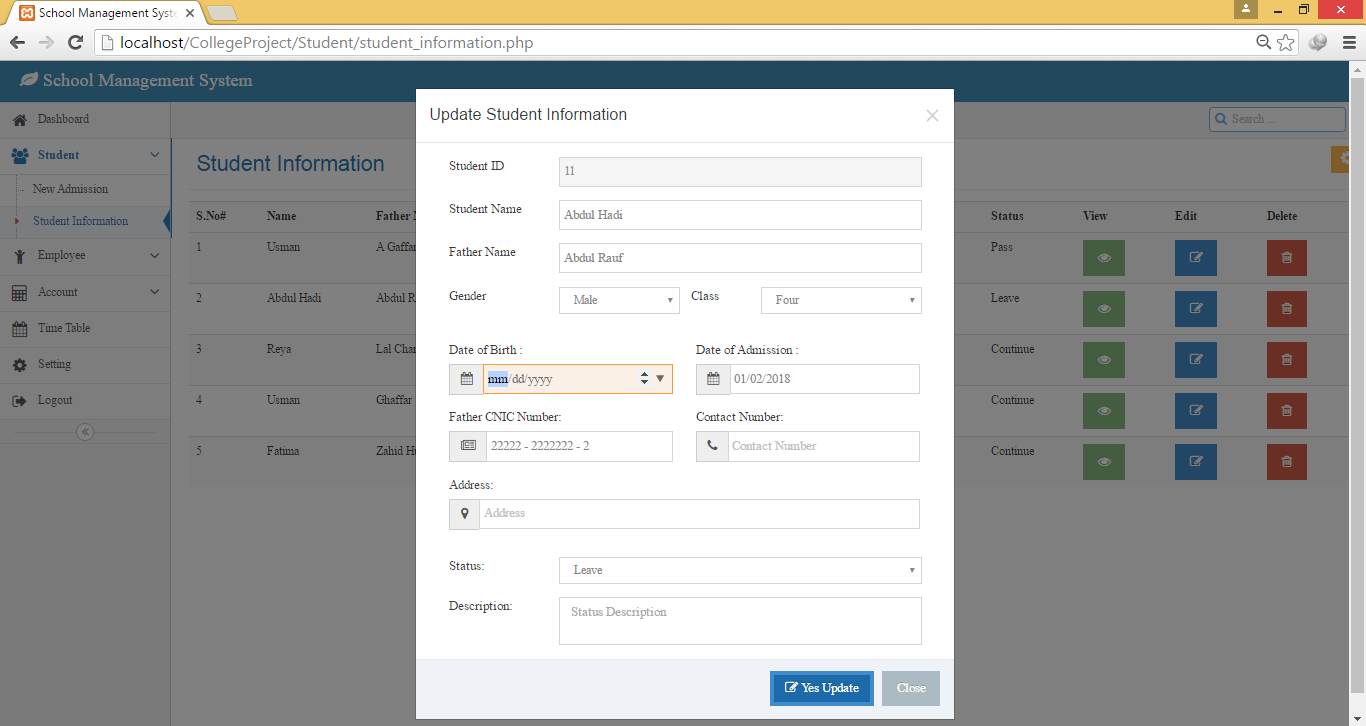 School Management Syst
localhost/CollegeProject/Student/student_information.php
School Management System
Dashboard
Student
New Admission
Student Information
Employee
Account
Time Table
Setting
Logout
Search ...
Student Information
S.No# Name Father Status View Edit Delete
1 Usman A Gaffar Pass
2 Abdul Hadi Abdul R Leave
3 Reya Lal Char Continue
4 Usman Ghaffar Continue
5 Fatima Zahid Continue
Update Student Information
Student ID 11
Student Name Abdul Hadi
Father Name Abdul Rauf
Gender Male Class Four
Date of Birth : Date of Admission :
mm/dd/yyyy 01/02/2018
Father CNIC Number: Contact Number:
22222 - 2222222 - 2 Contact Number
Address:
Address
Status: Leave
Description: Status Description
Yes Update Close